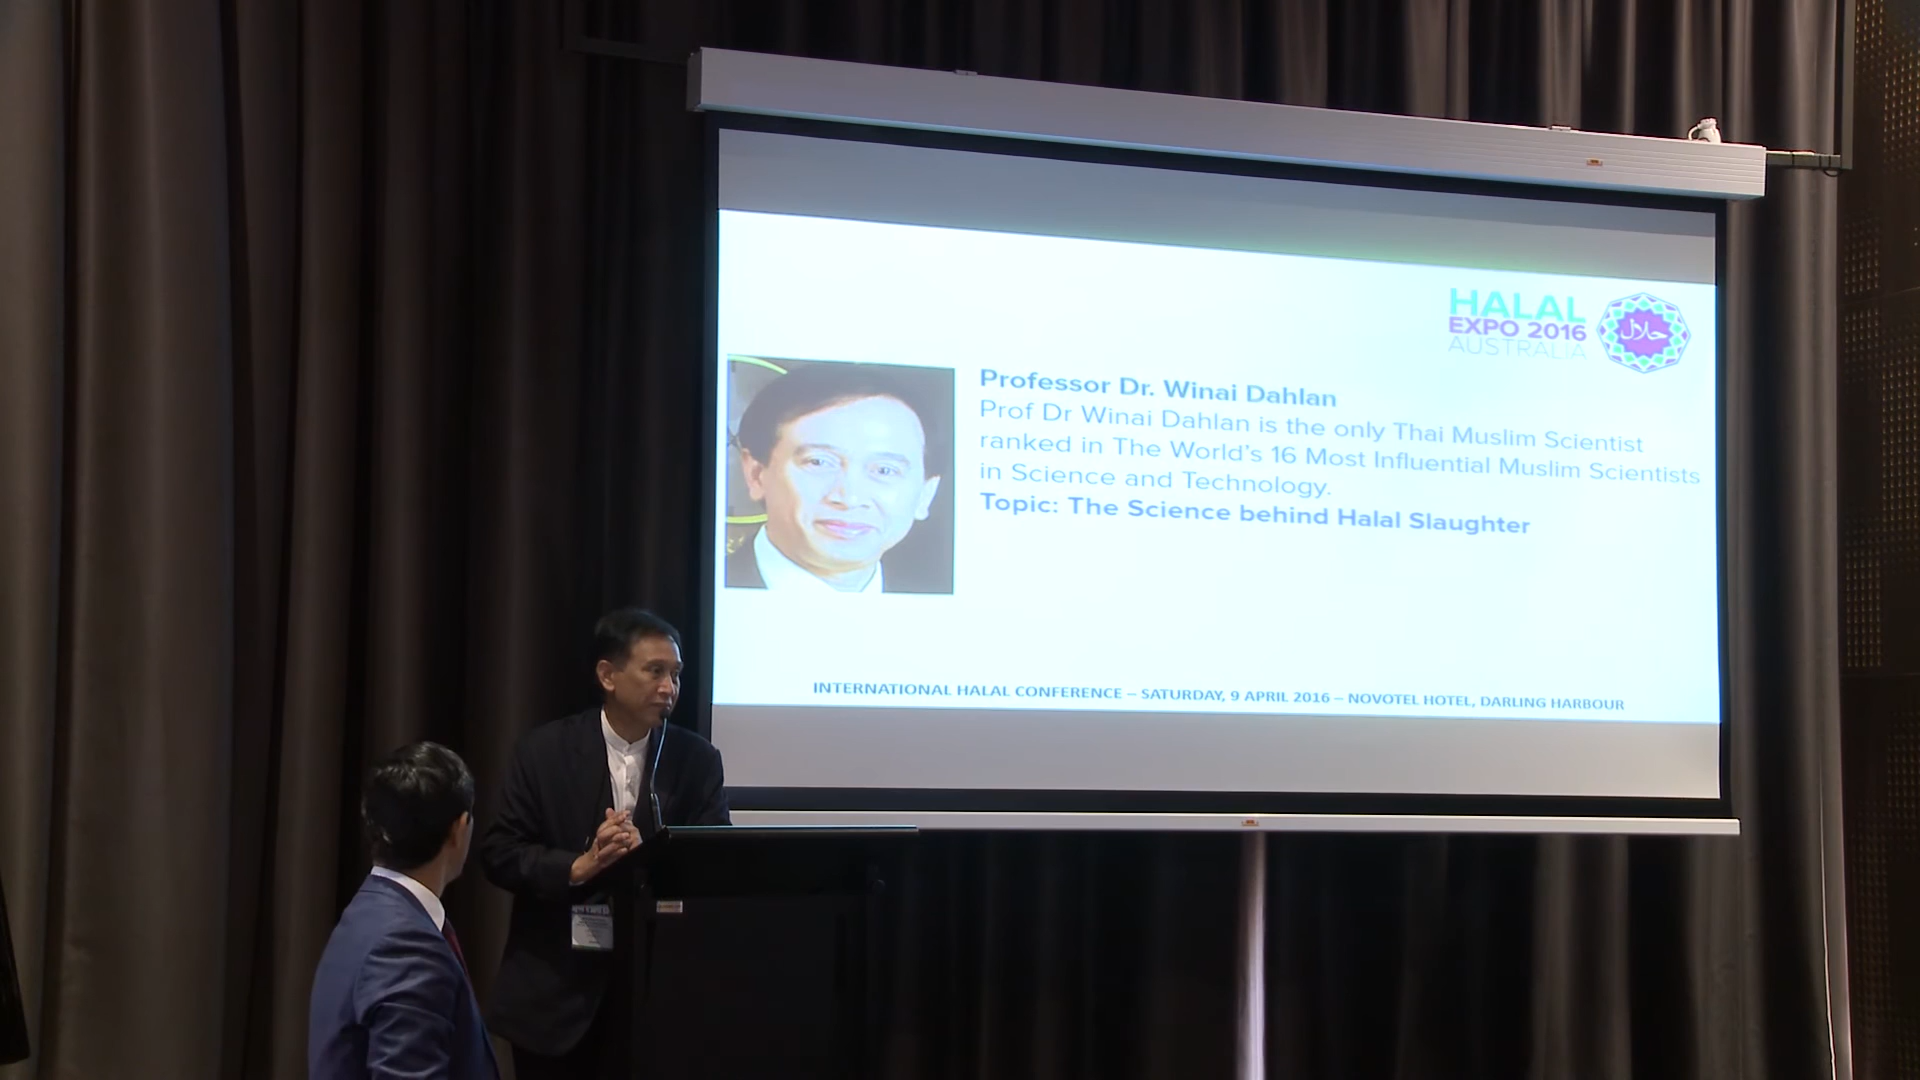 HALAL
EXPO 2016
AUSTRALIA
حلال
Professor Dr. Winai Dahlan
Prof Dr Winai Dahlan is the only Thai Muslim Scientist
ranked in The World's 16 Most Influential Muslim Scientists
in Science and Technology.
Topic: The Science behind Halal Slaughter
INTERNATIONAL HALAL CONFERENCE – SATURDAY, 9 APRIL 2016 – NOVOTEL HOTEL, DARLING HARBOUR